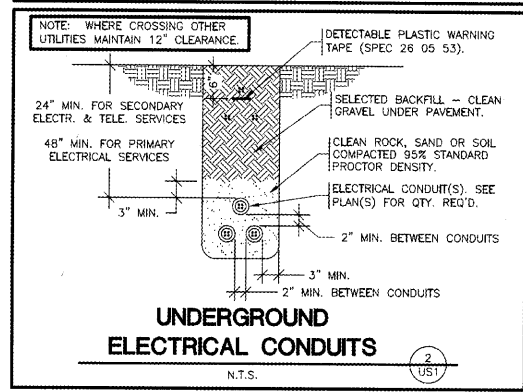 NOTE: WHERE CROSSING OTHER
UTILITIES MAINTAIN 12" CLEARANCE.
DETECTABLE PLASTIC WARNING
TAPE (SPEC 26 05 53).
6"
24" MIN. FOR SECONDARY
ELECTR. & TELE. SERVICES
48" MIN. FOR PRIMARY
ELECTRICAL SERVICES
SELECTED BACKFILL – CLEAN
GRAVEL UNDER PAVEMENT.
CLEAN ROCK, SAND OR SOIL
COMPACTED 95% STANDARD
PROCTOR DENSITY.
ELECTRICAL CONDUIT(S). SEE
PLAN(S) FOR QTY. REQ'D.
3" MIN.
2" MIN. BETWEEN CONDUITS
3" MIN.
2" MIN. BETWEEN CONDUITS
UNDERGROUND
ELECTRICAL CONDUITS
N.T.S.
2
US1